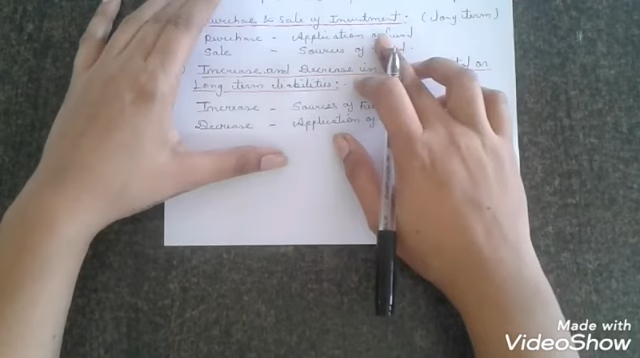 Purchase & Sale of Investment : (long term)
Purchase - Application of Fund
Sale - Sources of
Increase and Decrease in
Long term liabilities :-
Increase - Sources of
Decrease - Application of
Made with
VideoShow